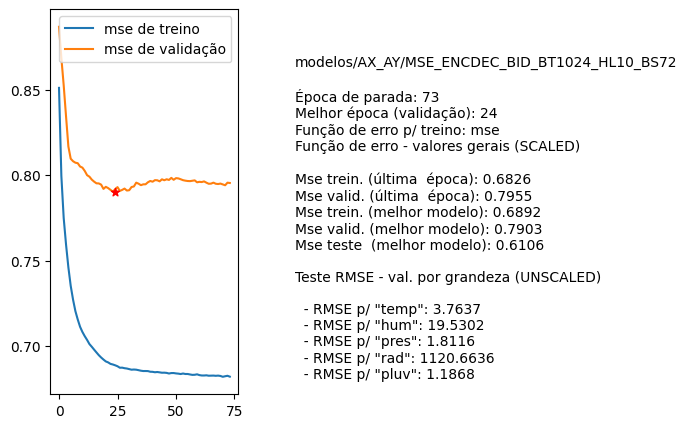 mse de treino
mse de validação
0.85
0.80
0.75
0.70
0
25
50
75
modelos/AX_AY/MSE_ENCDEC_BID_BT1024_HL10_BS72
Época de parada: 73
Melhor época (validação): 24
Função de erro p/ treino: mse
Função de erro - valores gerais (SCALED)
Mse trein. (última  época): 0.6826
Mse valid. (última  época): 0.7955
Mse trein. (melhor modelo): 0.6892
Mse valid. (melhor modelo): 0.7903
Mse teste  (melhor modelo): 0.6106
Teste RMSE - val. por grandeza (UNSCALED)
- RMSE p/ "temp": 3.7637
- RMSE p/ "hum": 19.5302
- RMSE p/ "pres": 1.8116
- RMSE p/ "rad": 1120.6636
- RMSE p/ "pluv": 1.1868